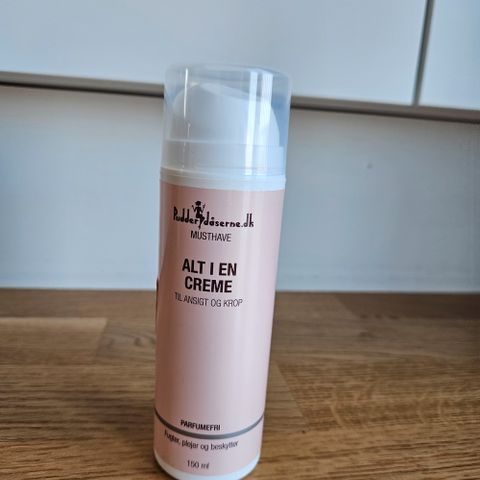 Pudderdåserne.dk
MUSTHAVE
ALT I EN
CREME
TIL ANSIGT OG KROP
PARFUMEFRI
Fugter, plejer og beskytter
150 ml